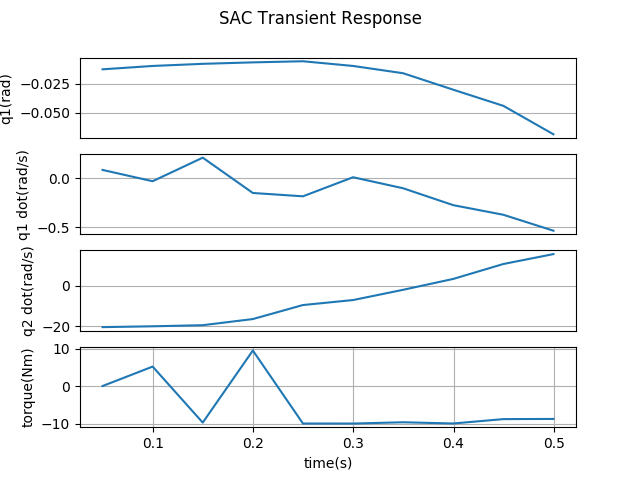 SAC Transient Response
q1(rad)
−0.025
−0.050
q1 dot(rad/s)
0.0
−0.5
q2 dot(rad/s)
0
−20
torque(Nm)
10
0
−10
0.1 0.2 0.3 0.4 0.5
time(s)